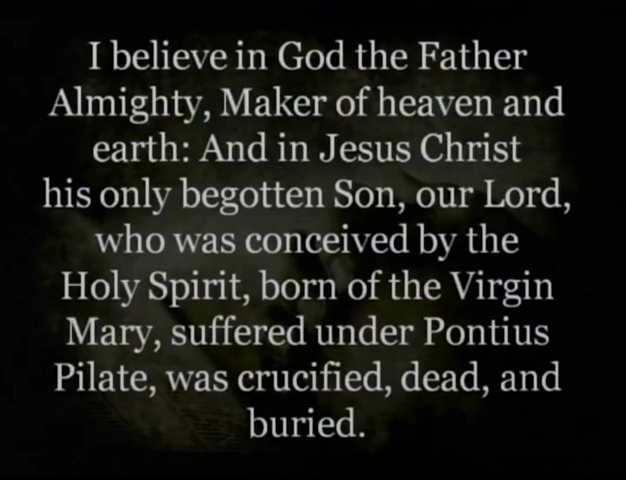 I believe in God the Father
Almighty, Maker of heaven and
earth: And in Jesus Christ
his only begotten Son, our Lord,
who was conceived by the
Holy Spirit, born of the Virgin
Mary, suffered under Pontius
Pilate, was crucified, dead, and
buried.